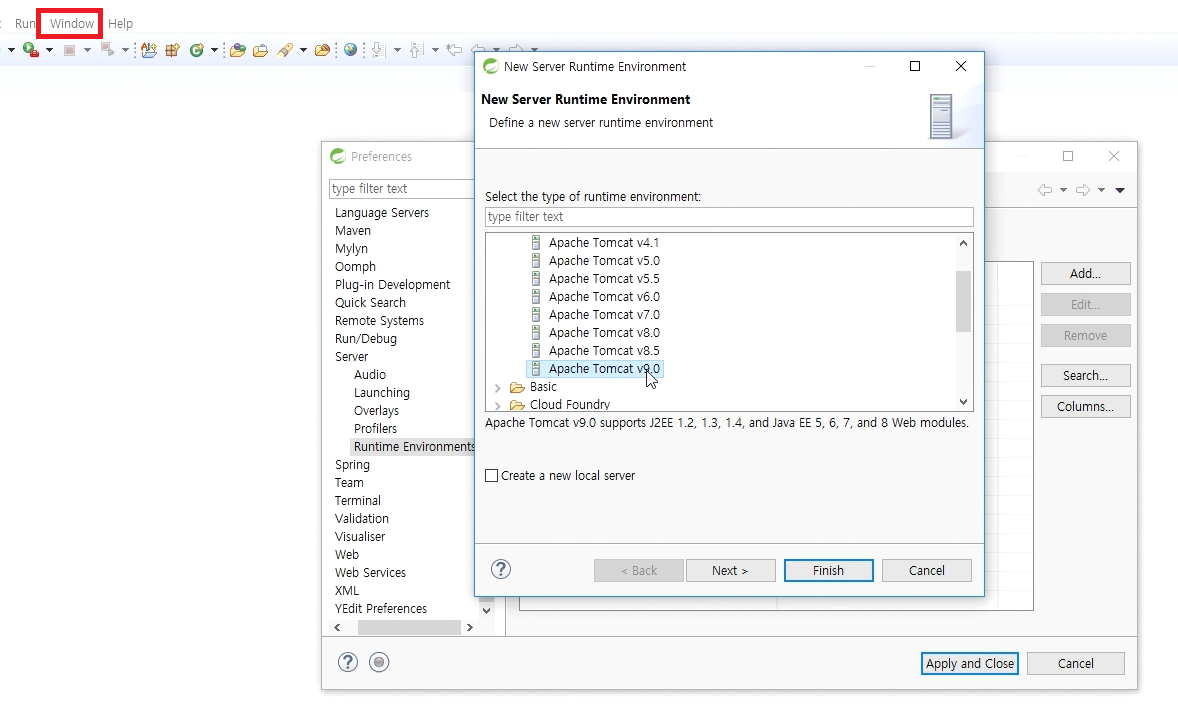 Run Window Help
New Server Runtime Environment
New Server Runtime Environment
Define a new server runtime environment
Preferences
type filter text
Language Servers
Maven
Mylyn
Oomph
Plug-in Development
Quick Search
Remote Systems
Run/Debug
Server
Audio
Launching
Overlays
Profilers
Runtime Environments
Spring
Team
Terminal
Validation
Visualiser
Web
Web Services
XML
YEdit Preferences
Select the type of runtime environment:
type filter text
Apache Tomcat v4.1
Apache Tomcat v5.0
Apache Tomcat v5.5
Apache Tomcat v6.0
Apache Tomcat v7.0
Apache Tomcat v8.0
Apache Tomcat v8.5
Apache Tomcat v9.0
Basic
Cloud Foundry
Apache Tomcat v9.0 supports J2EE 1.2, 1.3, 1.4, and Java EE 5, 6, 7, and 8 Web modules.
Create a new local server
< Back Next > Finish Cancel
Add...
Edit...
Remove
Search...
Columns...
Apply and Close Cancel